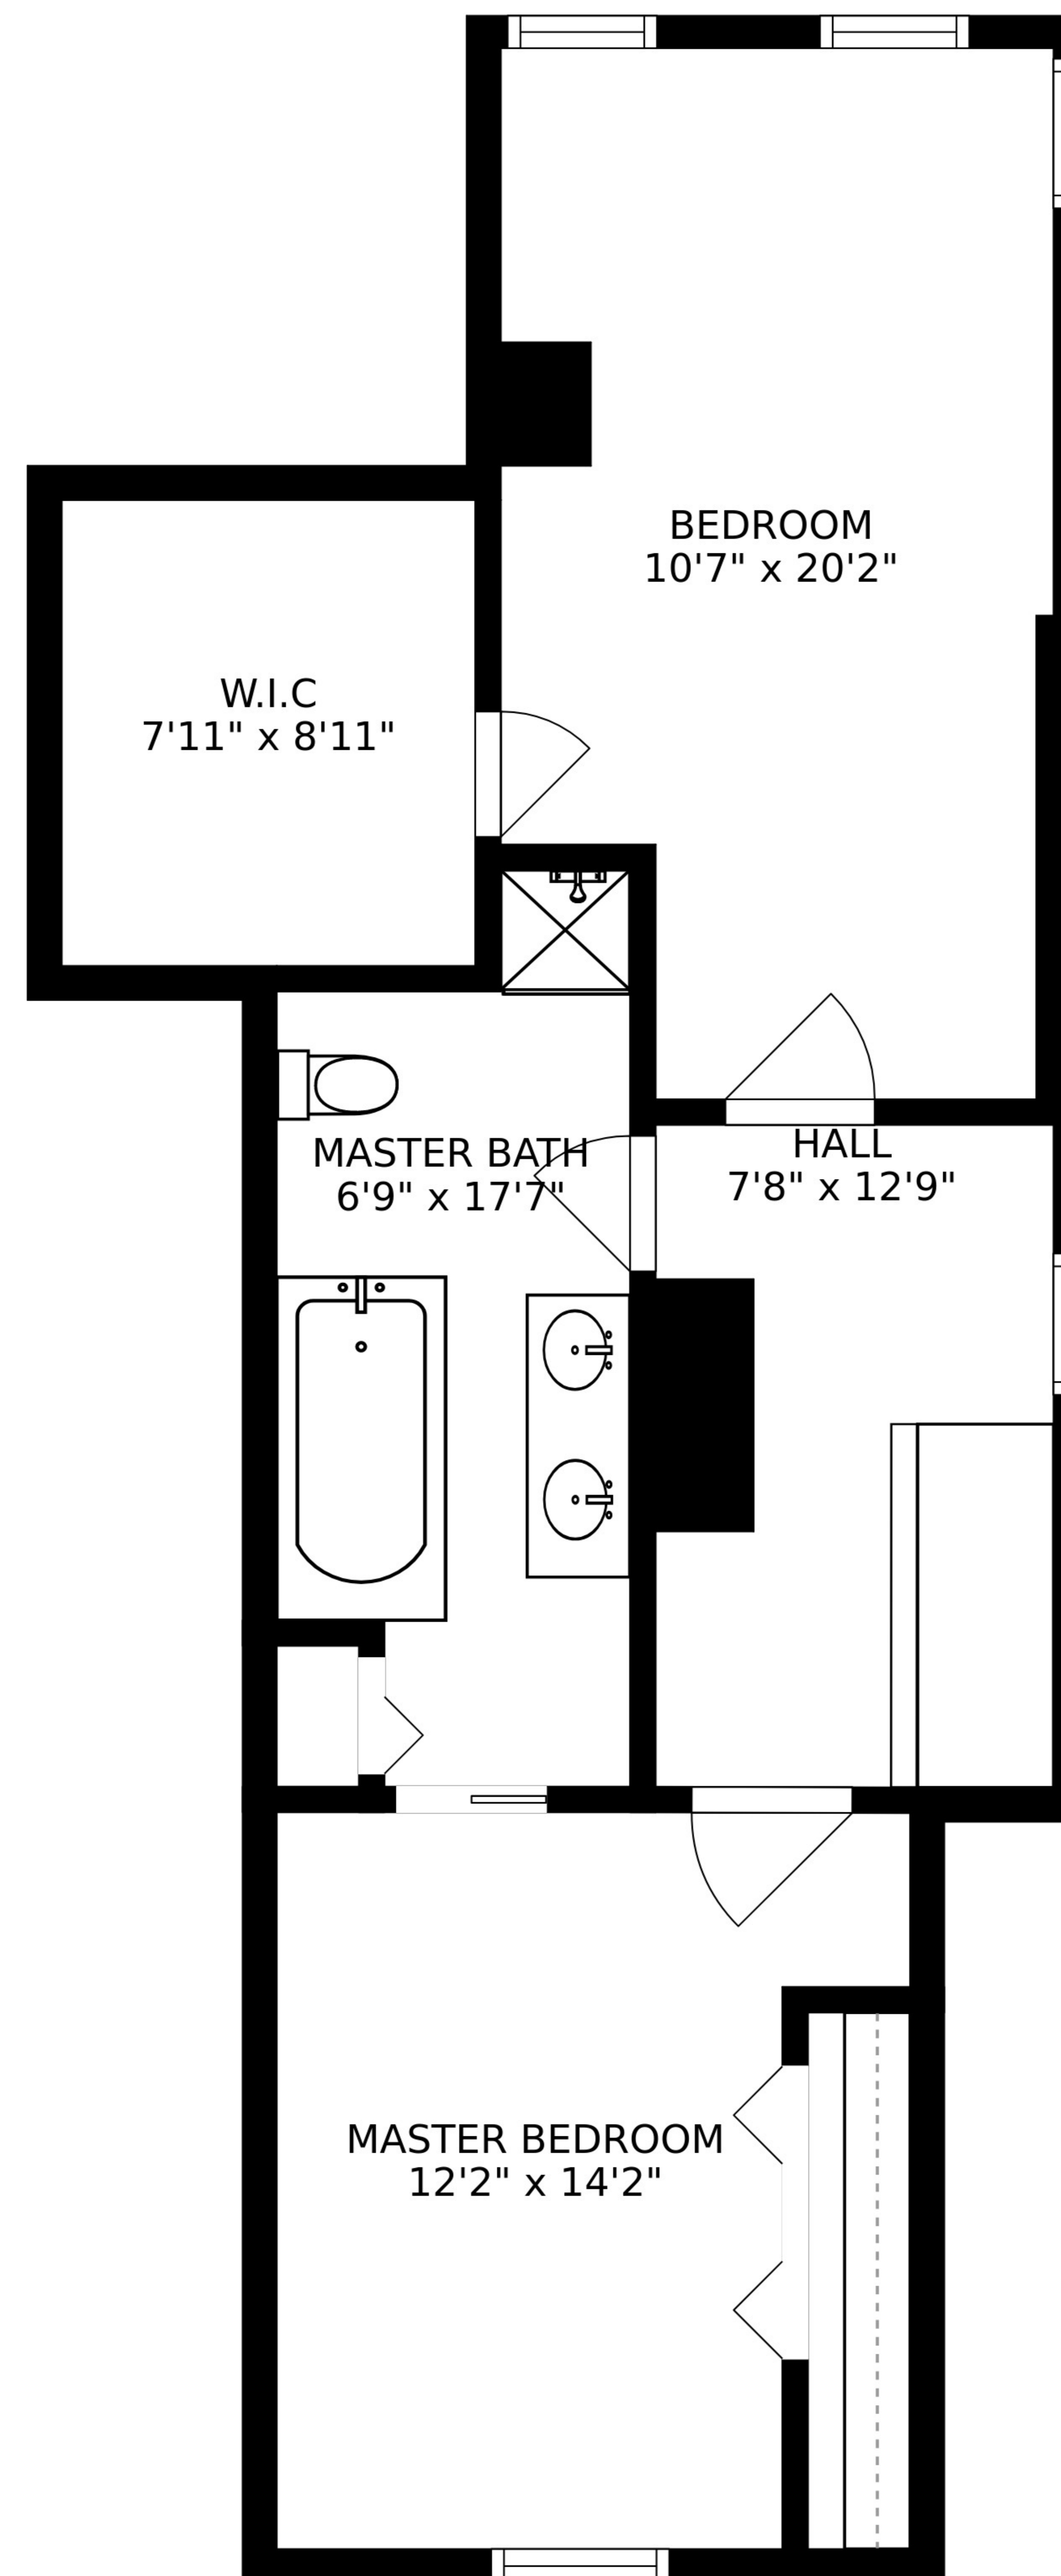 BEDROOM
10'7" x 20'2"
W.I.C
7'11" x 8'11"
MASTER BATH
6'9" x 17'7"
HALL
7'8" x 12'9"
MASTER BEDROOM
12'2" x 14'2"